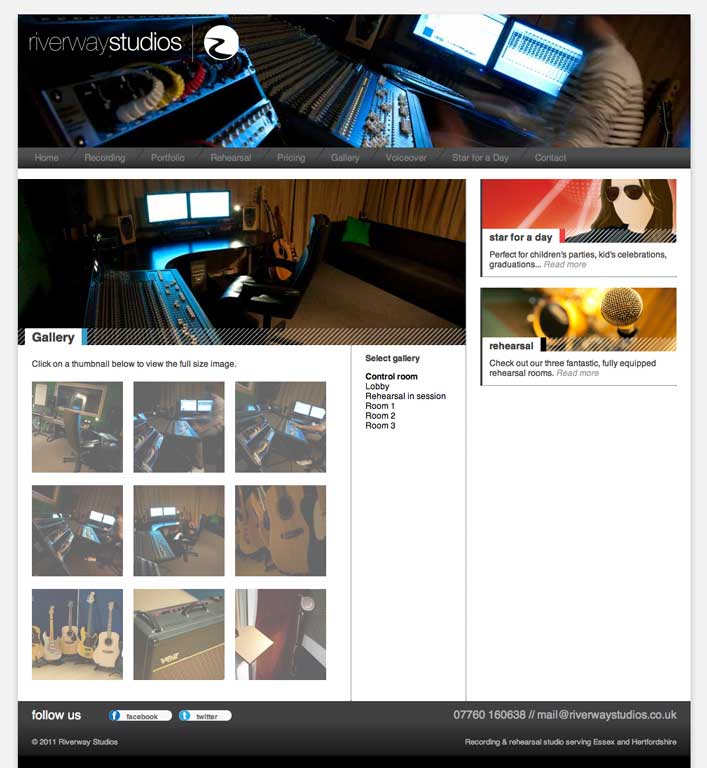 riverwaystudios
Home Recording Portfolio Rehearsal Pricing Gallery Voiceover Star for a Day Contact
Gallery
Click on a thumbnail below to view the full size image.
Select gallery
Control room
Lobby
Rehearsal in session
Room 1
Room 2
Room 3
star for a day
Perfect for children's parties, kid's celebrations,
graduations... Read more
rehearsal
Check out our three fantastic, fully equipped
rehearsal rooms. Read more
VOX
follow us facebook twitter
07760 160638 // mail@riverwaystudios.co.uk
© 2011 Riverway Studios
Recording & rehearsal studio serving Essex and Hertfordshire